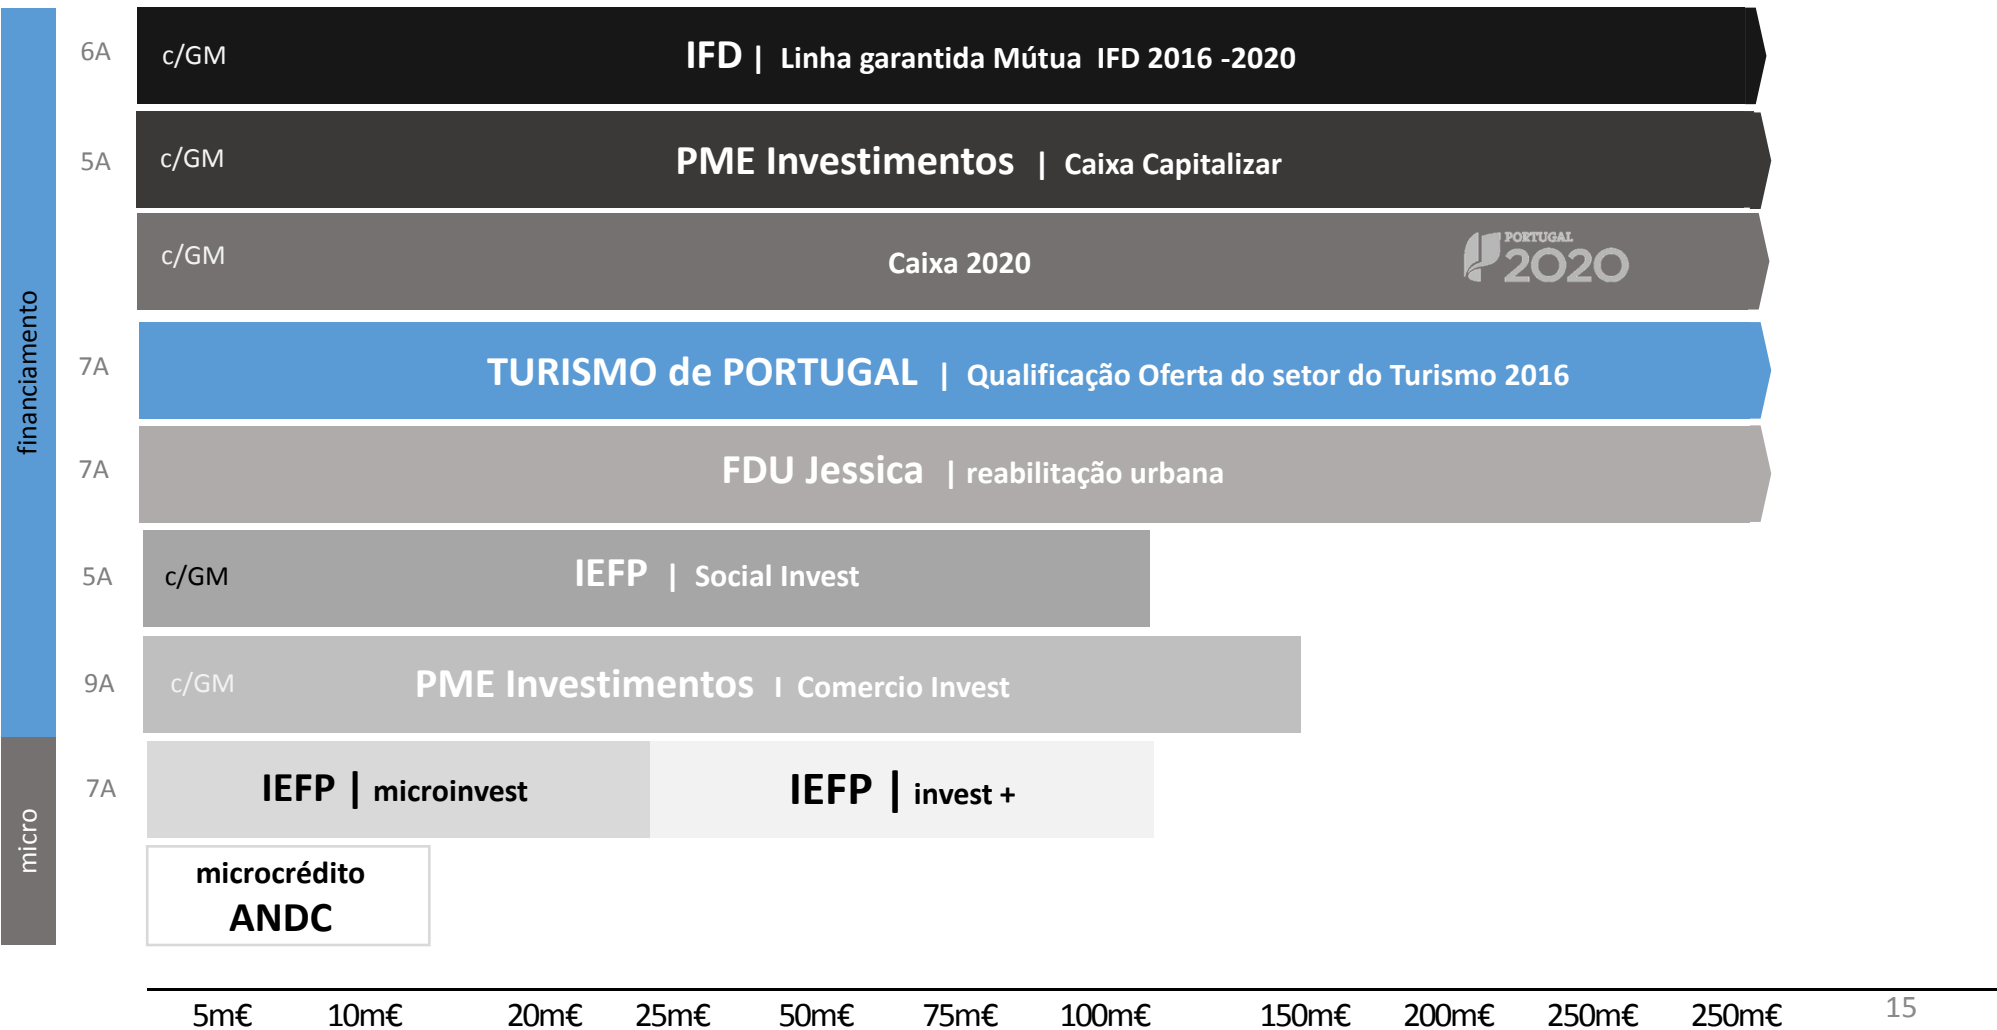 6A c/GM IFD | Linha garantida Mútua IFD 2016 -2020
5A c/GM PME Investimentos | Caixa Capitalizar
c/GM Caixa 2020 PORTUGAL 2020
financiamento
7A TURISMO de PORTUGAL | Qualificação Oferta do setor do Turismo 2016
7A FDU Jessica | reabilitação urbana
5A c/GM IEFP | Social Invest
9A c/GM PME Investimentos I Comercio Invest
micro
7A IEFP | microinvest IEFP | invest +
microcrédito
ANDC
5m€ 10m€ 20m€ 25m€ 50m€ 75m€ 100m€ 150m€ 200m€ 250m€ 250m€ 15